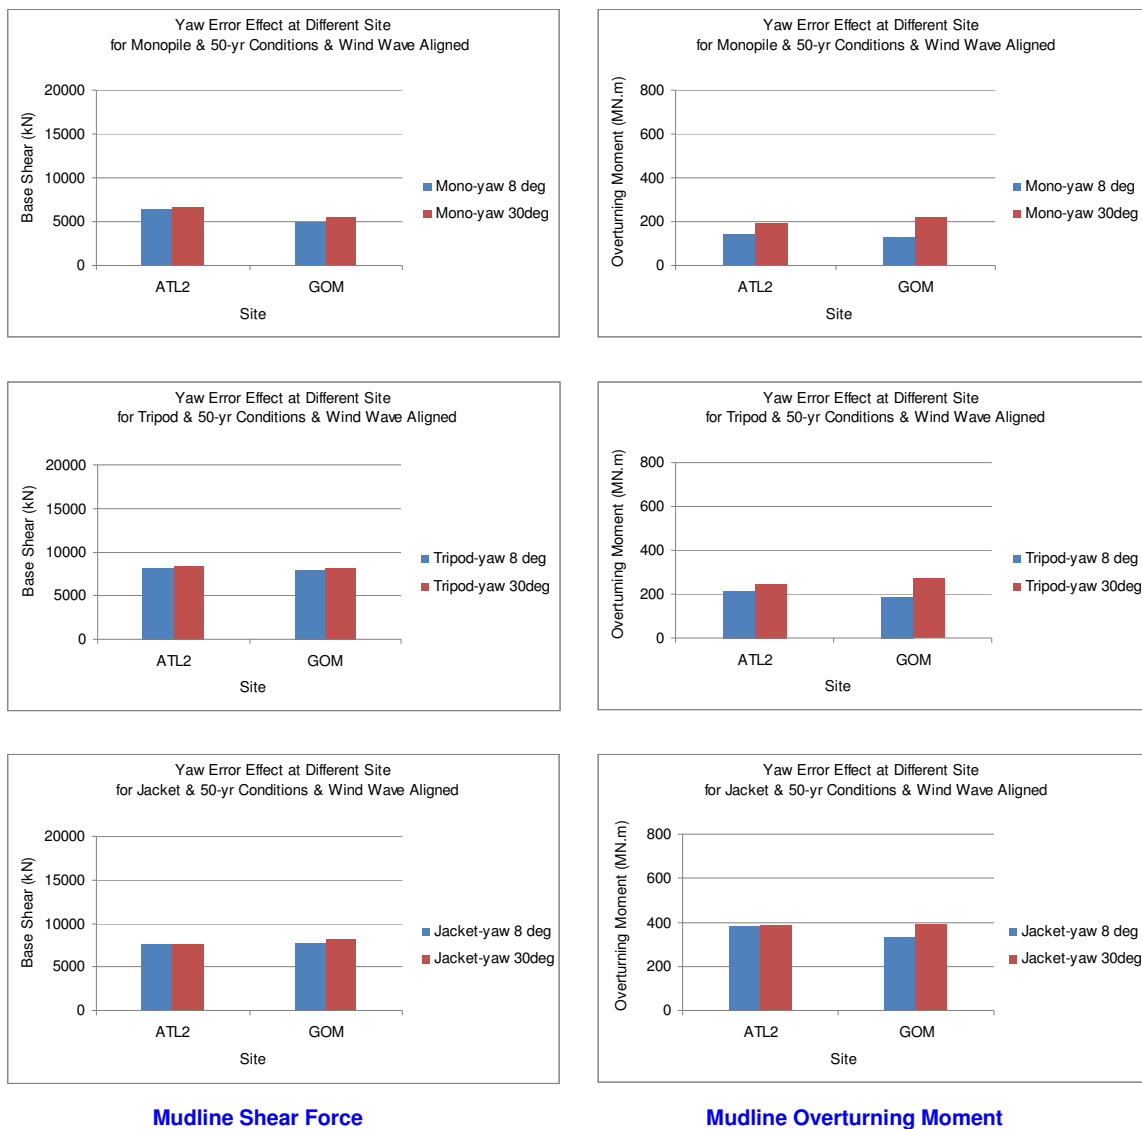 Yaw Error Effect at Different Site
for Monopile & 50-yr Conditions & Wind Wave Aligned
20000
15000
10000
5000
0
Base Shear (kN)
ATL2
GOM
Site
Mono-yaw 8 deg
Mono-yaw 30deg
Yaw Error Effect at Different Site
for Monopile & 50-yr Conditions & Wind Wave Aligned
800
600
400
200
0
Overturning Moment (MN.m)
ATL2
GOM
Site
Mono-yaw 8 deg
Mono-yaw 30deg
Yaw Error Effect at Different Site
for Tripod & 50-yr Conditions & Wind Wave Aligned
20000
15000
10000
5000
0
Base Shear (kN)
ATL2
GOM
Site
Tripod-yaw 8 deg
Tripod-yaw 30deg
Yaw Error Effect at Different Site
for Tripod & 50-yr Conditions & Wind Wave Aligned
800
600
400
200
0
Overturning Moment (MN.m)
ATL2
GOM
Site
Tripod-yaw 8 deg
Tripod-yaw 30deg
Yaw Error Effect at Different Site
for Jacket & 50-yr Conditions & Wind Wave Aligned
20000
15000
10000
5000
0
Base Shear (kN)
ATL2
GOM
Site
Jacket-yaw 8 deg
Jacket-yaw 30deg
Yaw Error Effect at Different Site
for Jacket & 50-yr Conditions & Wind Wave Aligned
800
600
400
200
0
Overturning Moment (MN.m)
ATL2
GOM
Site
Jacket-yaw 8 deg
Jacket-yaw 30deg
Mudline Shear Force
Mudline Overturning Moment